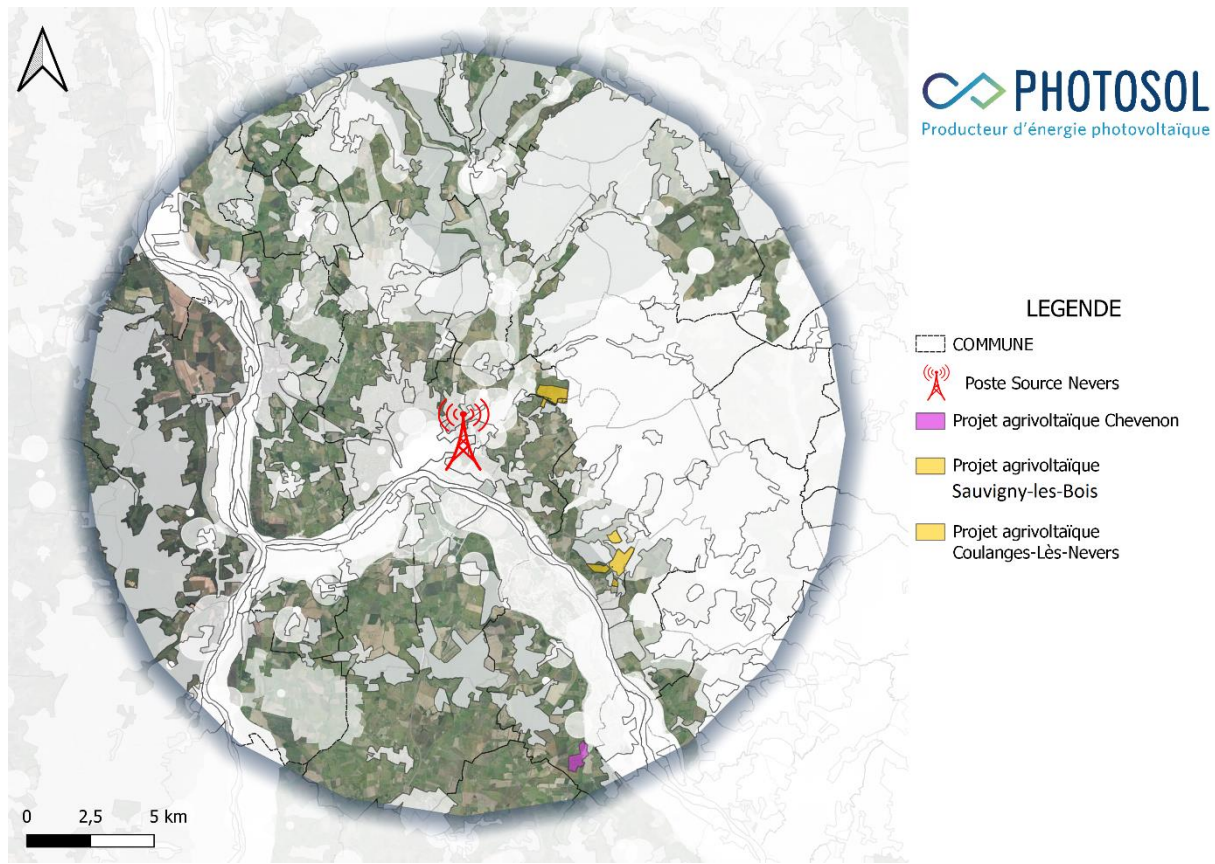 PHOTOSOL
Producteur d'énergie photovoltaïque
LEGENDE
COMMUNE
Poste Source Nevers
Projet agrivoltaïque Chevenon
Projet agrivoltaïque
Sauvigny-les-Bois
Projet agrivoltaïque
Coulanges-Lès-Nevers
0 2,5 5 km